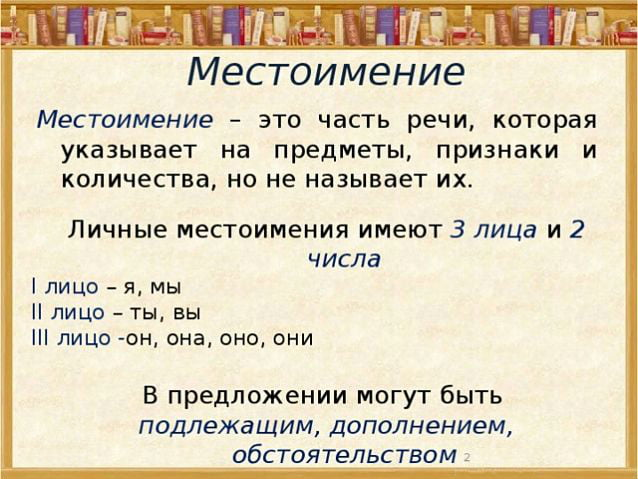 Местоимение
Местоимение – это часть речи, которая
указывает на предметы, признаки и
количества, но не называет их.
Личные местоимения имеют 3 лица и 2
числа
I лицо – я, мы
II лицо – ты, вы
III лицо -он, она, оно, они
В предложении могут быть
подлежащим, дополнением,
обстоятельством
2